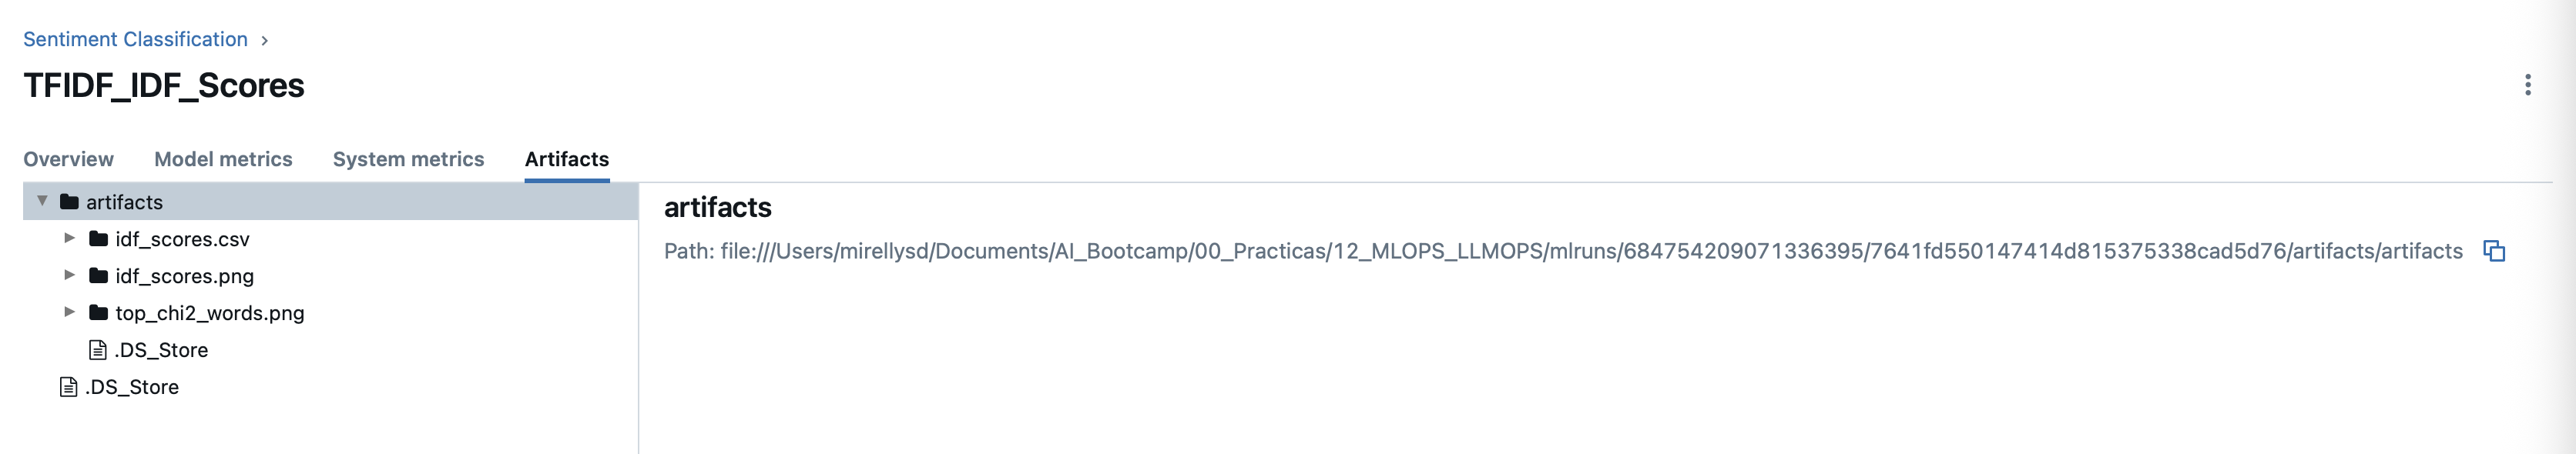 Sentiment Classification ›
TFIDF_IDF_Scores
Overview Model metrics System metrics Artifacts
artifacts
idf_scores.csv
idf_scores.png
top_chi2_words.png
.DS_Store
.DS_Store
artifacts
Path: file:///Users/mirellysd/Documents/AI_Bootcamp/00_Practicas/12_MLOPS_LLMOPS/mlruns/684754209071336395/7641fd550147414d815375338cad5d76/artifacts/artifacts